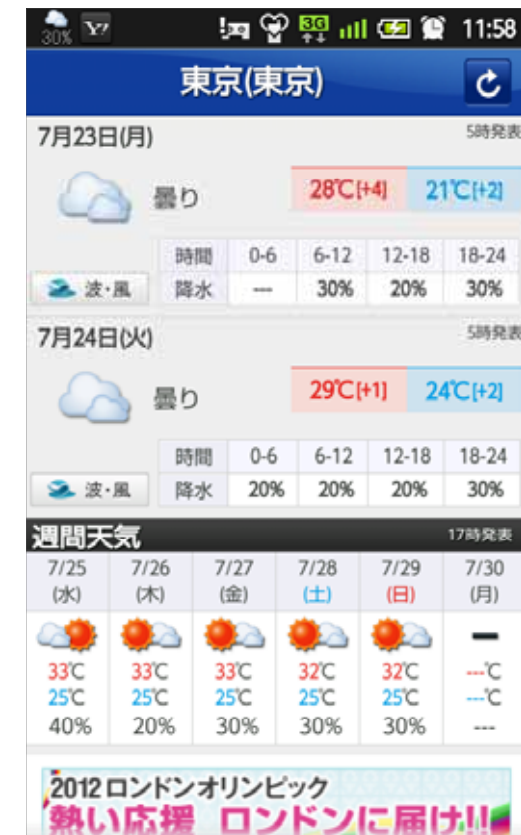 30% Y! 3G 11:58
東京(東京)
7月23日(月) 5時発表
曇り 28℃[+4] 21℃[+2]
時間 0-6 6-12 12-18 18-24
波・風 降水 --- 30% 20% 30%
7月24日(火) 5時発表
曇り 29℃[+1] 24℃[+2]
時間 0-6 6-12 12-18 18-24
波・風 降水 20% 20% 20% 30%
週間天気 17時発表
7/25 7/26 7/27 7/28 7/29 7/30
(水) (木) (金) (土) (日) (月)
33℃ 33℃ 33℃ 32℃ 32℃ ---℃
25℃ 25℃ 25℃ 25℃ 25℃ ---℃
40% 20% 30% 30% 30% ---
2012ロンドンオリンピック
熱い応援 ロンドンに届け!!